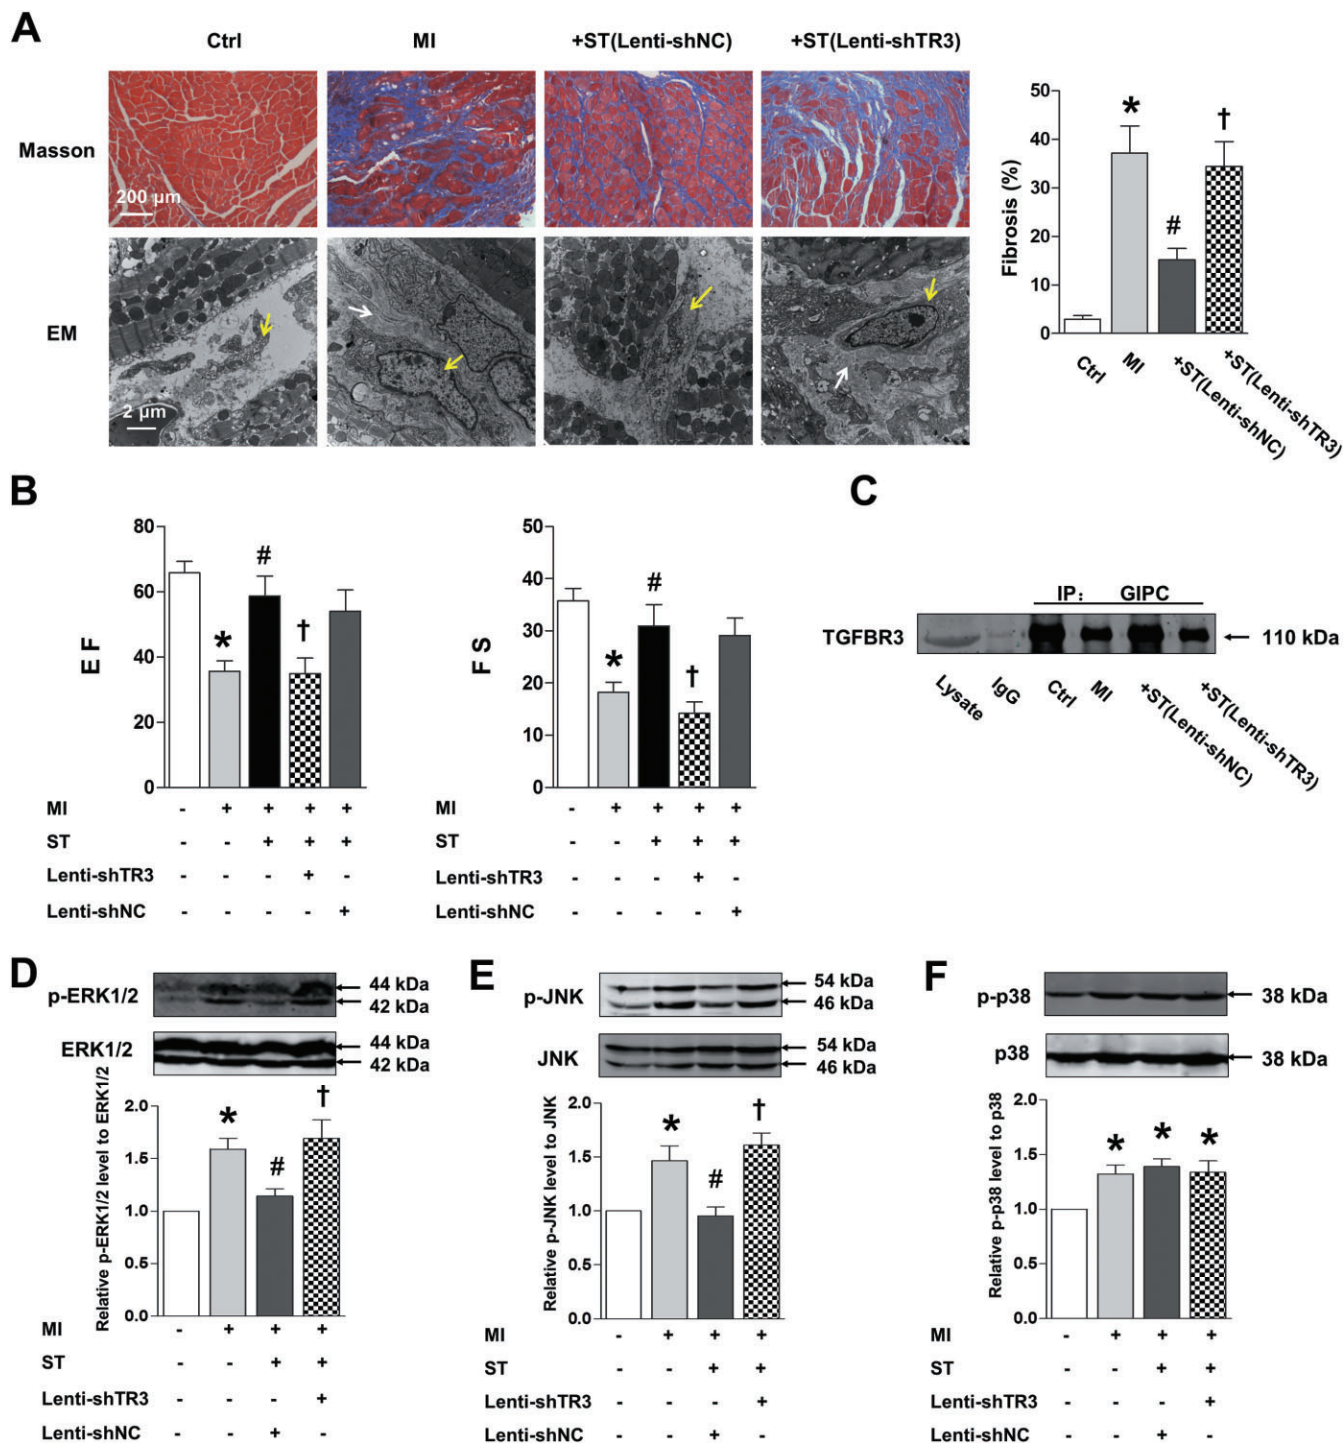 A
Ctrl MI +ST(Lenti-shNC) +ST(Lenti-shTR3)
Masson
200 µm
EM
2 µm
Fibrosis (%)
50
40
30
20
10
0
*
#
†
Ctrl
MI
+ST(Lenti-shNC)
+ST(Lenti-shTR3)
B
EF
80
60
40
20
0
*
#
†
MI - + + + +
ST - - + + +
Lenti-shTR3 - - - + -
Lenti-shNC - - - - +
FS
50
40
30
20
10
0
*
#
†
MI - + + + +
ST - - + + +
Lenti-shTR3 - - - + -
Lenti-shNC - - - - +
C
IP: GIPC
TGFBR3
110 kDa
Lysate
IgG
Ctrl
MI
+ST(Lenti-shNC)
+ST(Lenti-shTR3)
D
p-ERK1/2
44 kDa
42 kDa
ERK1/2
44 kDa
42 kDa
Relative p-ERK1/2 level to ERK1/2
2.0
1.5
1.0
0.5
0.0
*
#
†
MI - + + +
ST - - + +
Lenti-shTR3 - - - +
Lenti-shNC - - + -
E
p-JNK
54 kDa
46 kDa
JNK
54 kDa
46 kDa
Relative p-JNK level to JNK
2.0
1.5
1.0
0.5
0.0
*
#
†
MI - + + +
ST - - + +
Lenti-shTR3 - - - +
Lenti-shNC - - + -
F
p-p38
38 kDa
p38
38 kDa
Relative p-p38 level to p38
2.0
1.5
1.0
0.5
0.0
*
*
*
MI - + + +
ST - - + +
Lenti-shTR3 - - - +
Lenti-shNC - - + -